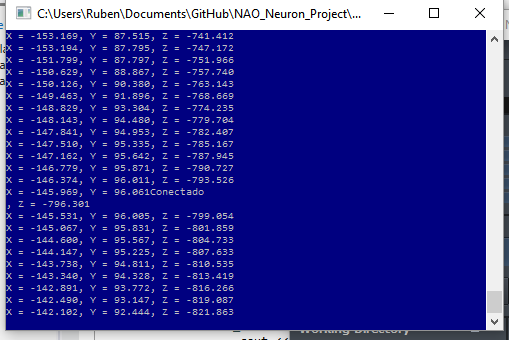 C:\Users\Ruben\Documents\GitHub\NAO_Neuron_Project\...
X = -153.169, Y = 87.515, Z = -741.412
X = -153.194, Y = 87.795, Z = -747.172
X = -151.799, Y = 87.797, Z = -751.966
X = -150.629, Y = 88.867, Z = -757.740
X = -150.126, Y = 90.380, Z = -763.143
X = -149.463, Y = 91.896, Z = -768.669
X = -148.829, Y = 93.304, Z = -774.235
X = -148.143, Y = 94.480, Z = -779.704
X = -147.841, Y = 94.953, Z = -782.407
X = -147.510, Y = 95.335, Z = -785.167
X = -147.162, Y = 95.642, Z = -787.945
X = -146.779, Y = 95.871, Z = -790.727
X = -146.374, Y = 96.011, Z = -793.526
X = -145.969, Y = 96.061Conectado
, Z = -796.301
X = -145.531, Y = 96.005, Z = -799.054
X = -145.067, Y = 95.831, Z = -801.859
X = -144.600, Y = 95.567, Z = -804.733
X = -144.147, Y = 95.225, Z = -807.633
X = -143.738, Y = 94.811, Z = -810.535
X = -143.340, Y = 94.328, Z = -813.419
X = -142.891, Y = 93.772, Z = -816.266
X = -142.490, Y = 93.147, Z = -819.087
X = -142.102, Y = 92.444, Z = -821.863
Working Directory